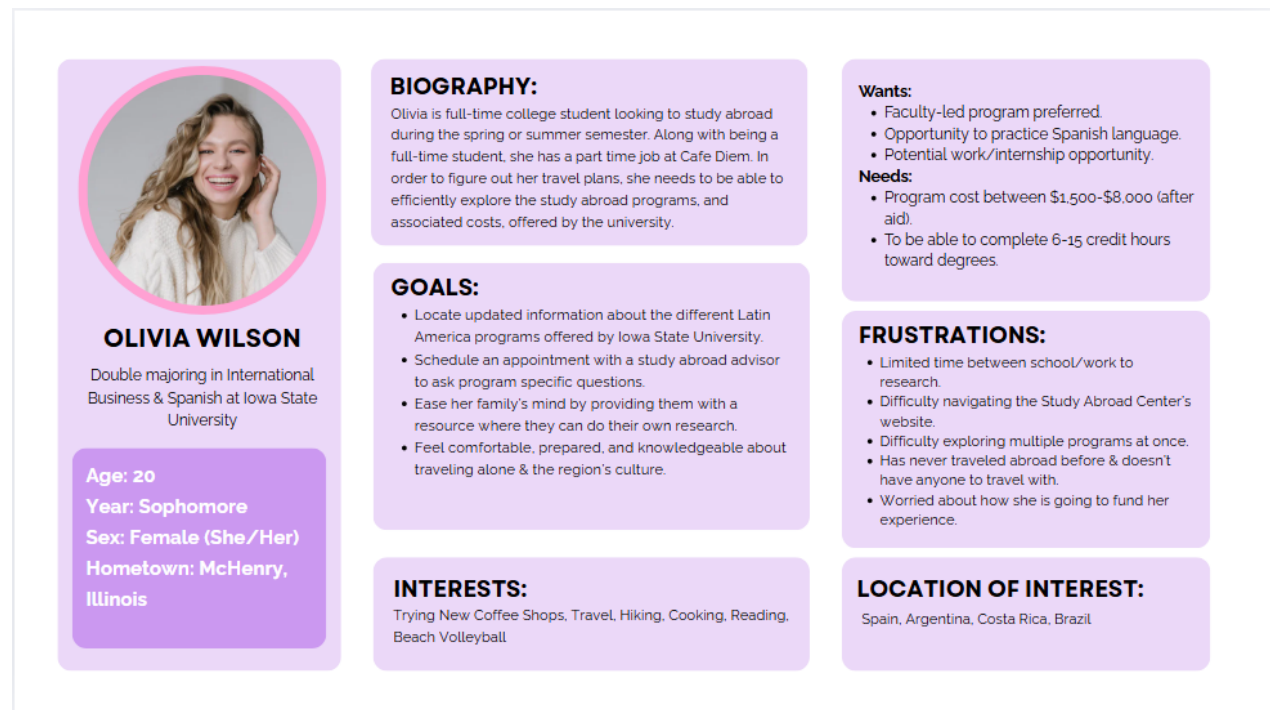 OLIVIA WILSON
Double majoring in International
Business & Spanish at Iowa State
University
Age: 20
Year: Sophomore
Sex: Female (She/Her)
Hometown: McHenry,
Illinois
BIOGRAPHY:
Olivia is full-time college student looking to study abroad
during the spring or summer semester. Along with being a
full-time student, she has a part time job at Cafe Diem. In
order to figure out her travel plans, she needs to be able to
efficiently explore the study abroad programs, and
associated costs, offered by the university.
GOALS:
• Locate updated information about the different Latin
America programs offered by Iowa State University.
• Schedule an appointment with a study abroad advisor
to ask program specific questions.
• Ease her family's mind by providing them with a
resource where they can do their own research.
• Feel comfortable, prepared, and knowledgeable about
traveling alone & the region's culture.
INTERESTS:
Trying New Coffee Shops, Travel, Hiking, Cooking, Reading,
Beach Volleyball
Wants:
• Faculty-led program preferred.
• Opportunity to practice Spanish language.
• Potential work/internship opportunity.
Needs:
• Program cost between $1,500-$8,000 (after
aid).
• To be able to complete 6-15 credit hours
toward degrees.
FRUSTRATIONS:
• Limited time between school/work to
research.
• Difficulty navigating the Study Abroad Center's
website.
• Difficulty exploring multiple programs at once.
• Has never traveled abroad before & doesn't
have anyone to travel with.
• Worried about how she is going to fund her
experience.
LOCATION OF INTEREST:
Spain, Argentina, Costa Rica, Brazil